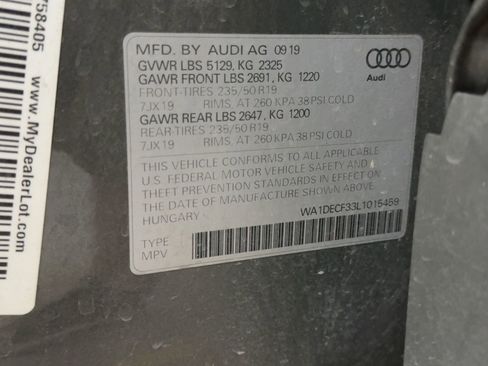 758405
www.MyDealerLot.com
MFD. BY AUDI AG 09 19
GVWR LBS 5129, KG 2325
GAWR FRONT LBS 2691, KG 1220
FRONT-TIRES 235/50 R19
7JX19 RIMS, AT 260 KPA 38 PSI COLD
GAWR REAR LBS 2647, KG 1200
REAR-TIRES 235/50 R19
7JX19 RIMS, AT 260 KPA 38 PSI COLD
THIS VEHICLE CONFORMS TO ALL APPLICABLE
U.S. FEDERAL MOTOR VEHICLE SAFETY AND
THEFT PREVENTION STANDARDS IN EFFECT ON
THE DATE OF MANUFACTURE SHOWN ABOVE
HUNGARY
WA1DECF33L1015459
TYPE
MPV
Audi